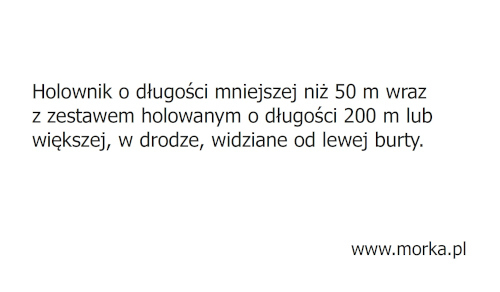 Holownik o długości mniejszej niż 50 m wraz
z zestawem holowanym o długości 200 m lub
większej, w drodze, widziane od lewej burty.
www.morka.pl